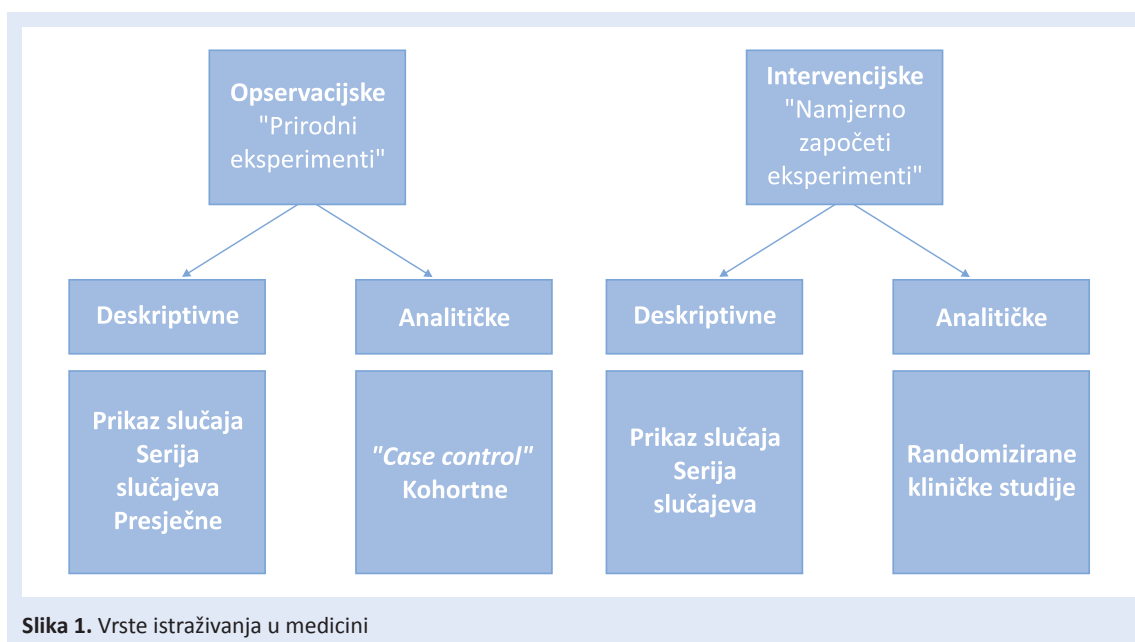 Opservacijske
"Prirodni
eksperimenti"
Intervencijske
"Namjerno
započeti
eksperimenti"
Deskriptivne
Analitičke
Deskriptivne
Analitičke
Prikaz slučaja
Serija
slučajeva
Presječne
"Case control"
Kohortne
Prikaz slučaja
Serija
slučajeva
Randomizirane
kliničke studije
Slika 1. Vrste istraživanja u medicini